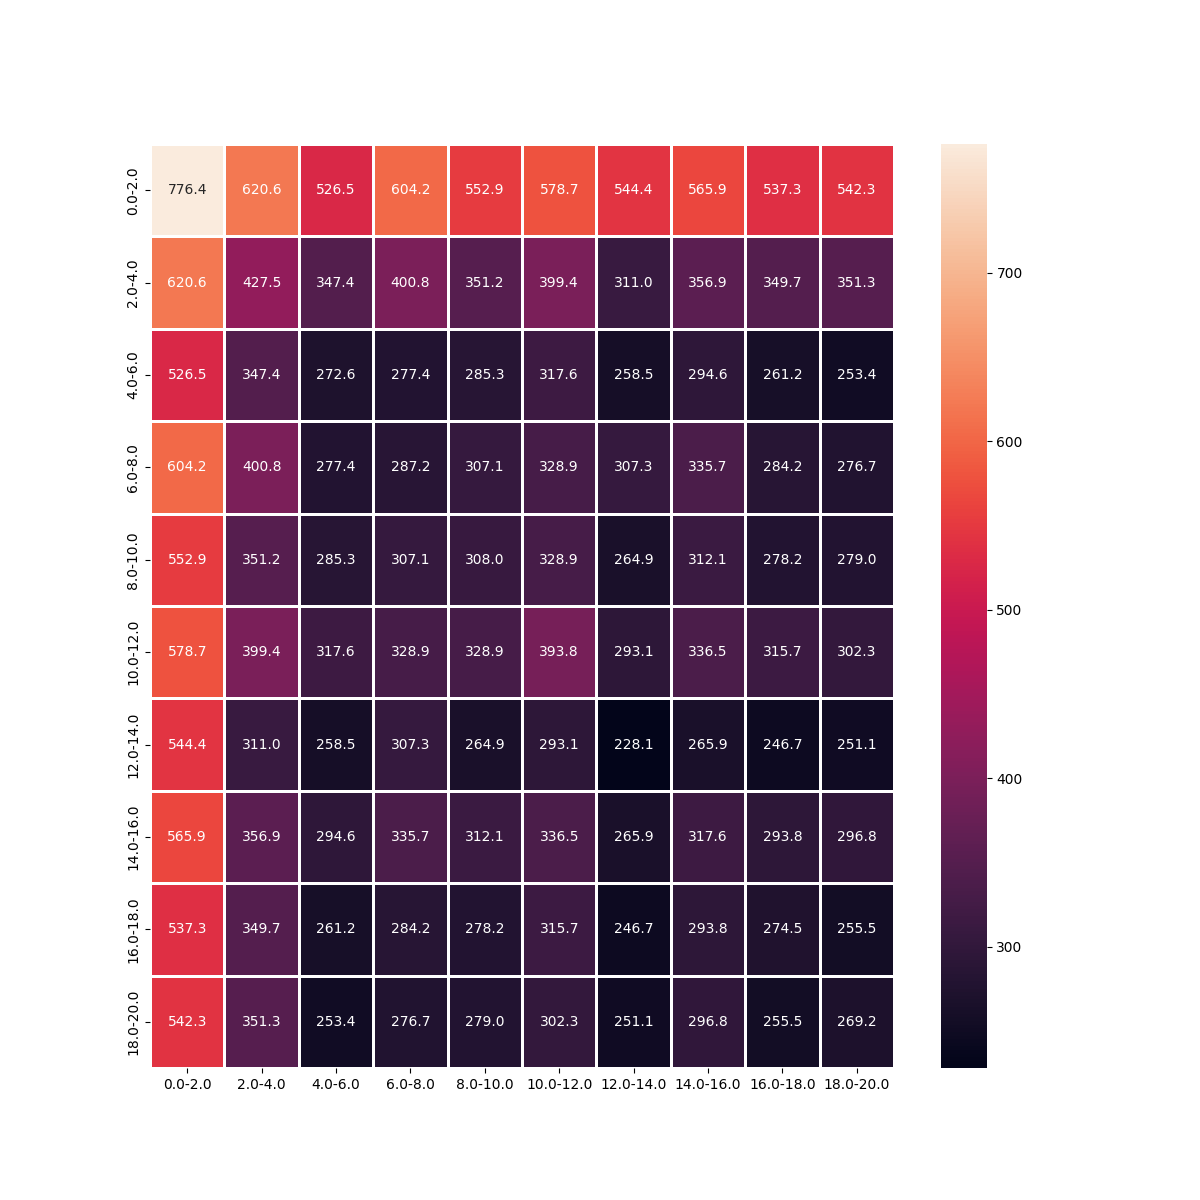 0.0-2.0 776.4 620.6 526.5 604.2 552.9 578.7 544.4 565.9 537.3 542.3
2.0-4.0 620.6 427.5 347.4 400.8 351.2 399.4 311.0 356.9 349.7 351.3
4.0-6.0 526.5 347.4 272.6 277.4 285.3 317.6 258.5 294.6 261.2 253.4
6.0-8.0 604.2 400.8 277.4 287.2 307.1 328.9 307.3 335.7 284.2 276.7
8.0-10.0 552.9 351.2 285.3 307.1 308.0 328.9 264.9 312.1 278.2 279.0
10.0-12.0 578.7 399.4 317.6 328.9 328.9 393.8 293.1 336.5 315.7 302.3
12.0-14.0 544.4 311.0 258.5 307.3 264.9 293.1 228.1 265.9 246.7 251.1
14.0-16.0 565.9 356.9 294.6 335.7 312.1 336.5 265.9 317.6 293.8 296.8
16.0-18.0 537.3 349.7 261.2 284.2 278.2 315.7 246.7 293.8 274.5 255.5
18.0-20.0 542.3 351.3 253.4 276.7 279.0 302.3 251.1 296.8 255.5 269.2
0.0-2.0 2.0-4.0 4.0-6.0 6.0-8.0 8.0-10.0 10.0-12.0 12.0-14.0 14.0-16.0 16.0-18.0 18.0-20.0
700
600
500
400
300